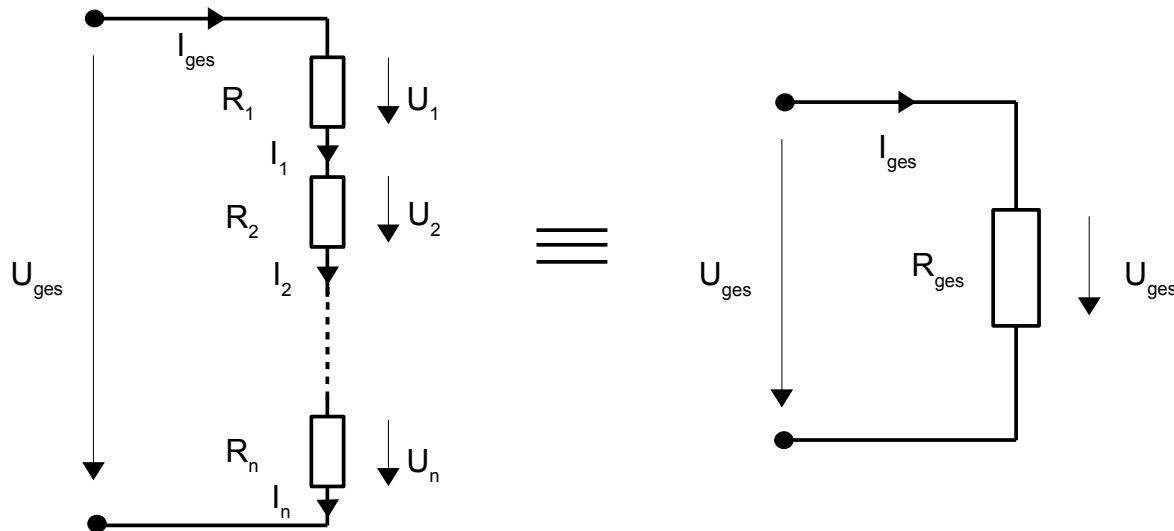 I_ges
R_1
U_1
I_1
R_2
U_2
U_ges
I_2
R_n
U_n
I_n
I_ges
U_ges
R_ges
U_ges